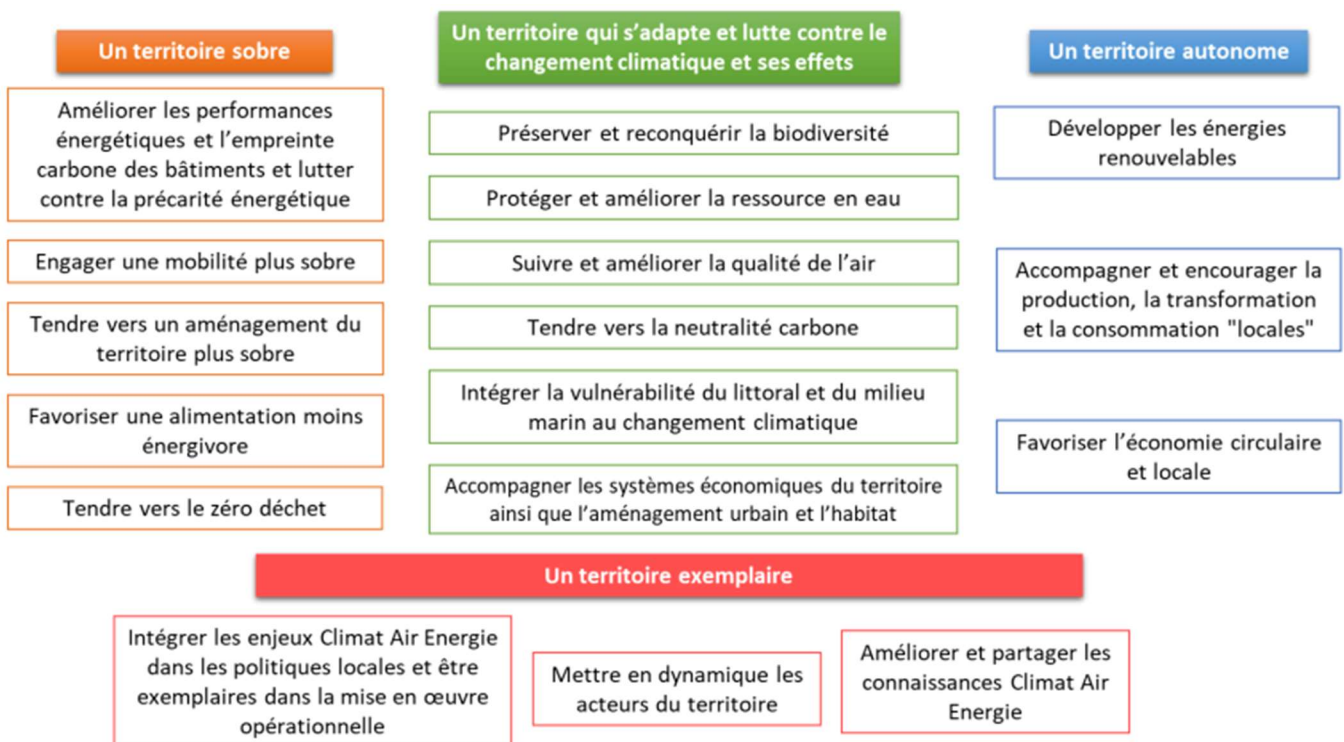 Un territoire sobre
Améliorer les performances
énergétiques et l’empreinte
carbone des bâtiments et lutter
contre la précarité énergétique
Engager une mobilité plus sobre
Tendre vers un aménagement du
territoire plus sobre
Favoriser une alimentation moins
énergivore
Tendre vers le zéro déchet
Un territoire qui s’adapte et lutte contre le
changement climatique et ses effets
Préserver et reconquérir la biodiversité
Protéger et améliorer la ressource en eau
Suivre et améliorer la qualité de l’air
Tendre vers la neutralité carbone
Intégrer la vulnérabilité du littoral et du milieu
marin au changement climatique
Accompagner les systèmes économiques du territoire
ainsi que l’aménagement urbain et l’habitat
Un territoire autonome
Développer les énergies
renouvelables
Accompagner et encourager la
production, la transformation
et la consommation "locales"
Favoriser l’économie circulaire
et locale
Un territoire exemplaire
Intégrer les enjeux Climat Air Energie
dans les politiques locales et être
exemplaires dans la mise en œuvre
opérationnelle
Mettre en dynamique les
acteurs du territoire
Améliorer et partager les
connaissances Climat Air
Energie